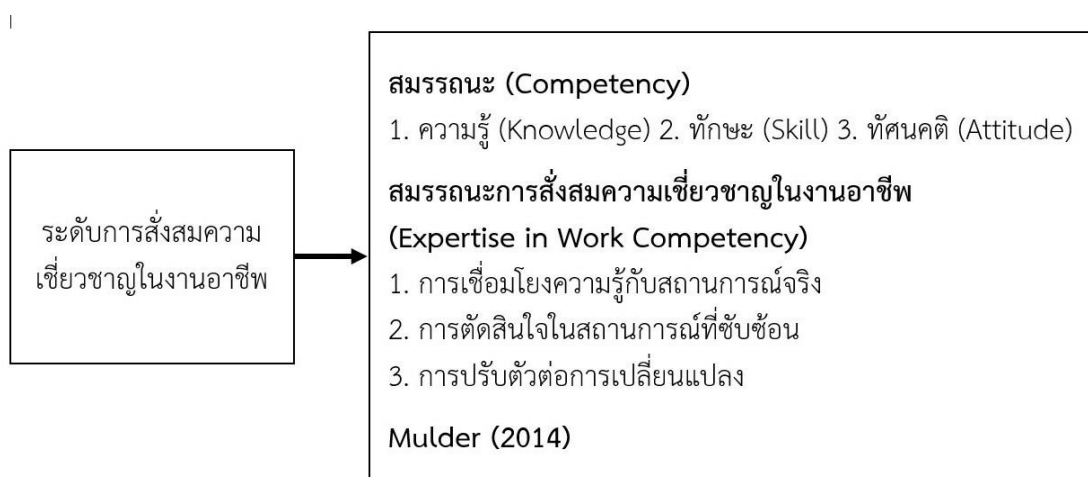 ระดับการสั่งสมความ
เชี่ยวชาญในงานอาชีพ
สมรรถนะ (Competency)
1. ความรู้ (Knowledge) 2. ทักษะ (Skill) 3. ทัศนคติ (Attitude)
สมรรถนะการสั่งสมความเชี่ยวชาญในงานอาชีพ
(Expertise in Work Competency)
1. การเชื่อมโยงความรู้กับสถานการณ์จริง
2. การตัดสินใจในสถานการณ์ที่ซับซ้อน
3. การปรับตัวต่อการเปลี่ยนแปลง
Mulder (2014)